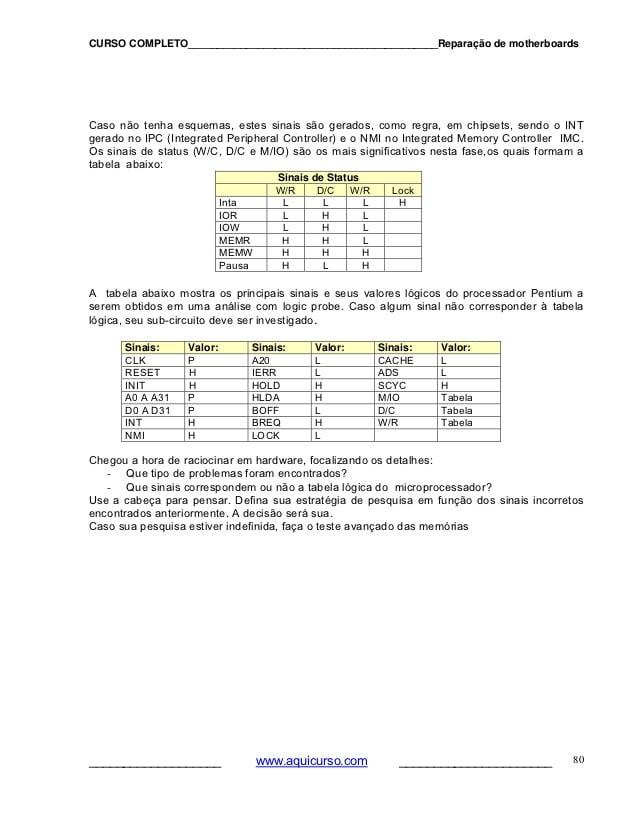 CURSO COMPLETO__________________________________________Reparação de motherboards
Caso não tenha esquemas, estes sinais são gerados, como regra, em chipsets, sendo o INT
gerado no IPC (Integrated Peripheral Controller) e o NMI no Integrated Memory Controller IMC.
Os sinais de status (W/C, D/C e M/IO) são os mais significativos nesta fase,os quais formam a
tabela abaixo:
Sinais de Status
W/R D/C W/R Lock
Inta L L L H
IOR L H L
IOW L H L
MEMR H H L
MEMW H H H
Pausa H L H
A tabela abaixo mostra os principais sinais e seus valores lógicos do processador Pentium a
serem obtidos em uma análise com logic probe. Caso algum sinal não corresponder à tabela
lógica, seu sub-circuito deve ser investigado.
Sinais: Valor: Sinais: Valor: Sinais: Valor:
CLK P A20 L CACHE L
RESET H IERR L ADS L
INIT H HOLD H SCYC H
A0 A A31 P HLDA H M/IO Tabela
D0 A D31 P BOFF L D/C Tabela
INT H BREQ H W/R Tabela
NMI H LOCK L
Chegou a hora de raciocinar em hardware, focalizando os detalhes:
- Que tipo de problemas foram encontrados?
- Que sinais correspondem ou não a tabela lógica do microprocessador?
Use a cabeça para pensar. Defina sua estratégia de pesquisa em função dos sinais incorretos
encontrados anteriormente. A decisão será sua.
Caso sua pesquisa estiver indefinida, faça o teste avançado das memórias
____________________ www.aquicurso.com _______________________ 80